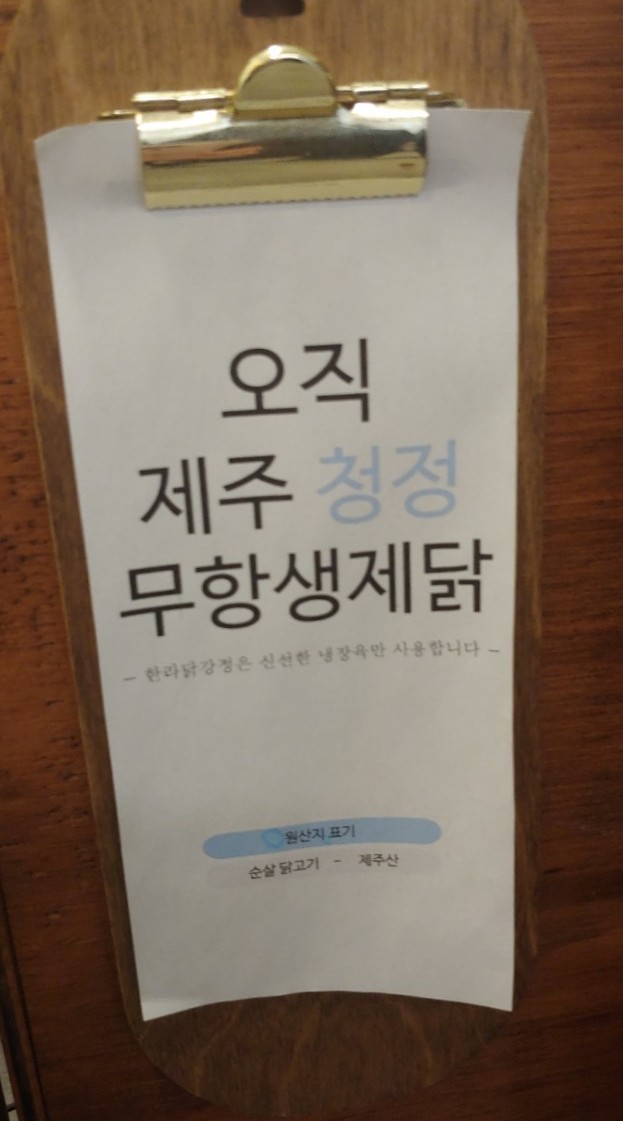 오직
제주 청정
무항생제닭
- 한라닭강정은 신선한 냉장육만 사용합니다 -
원산지 표기
순살 닭고기 - 제주산